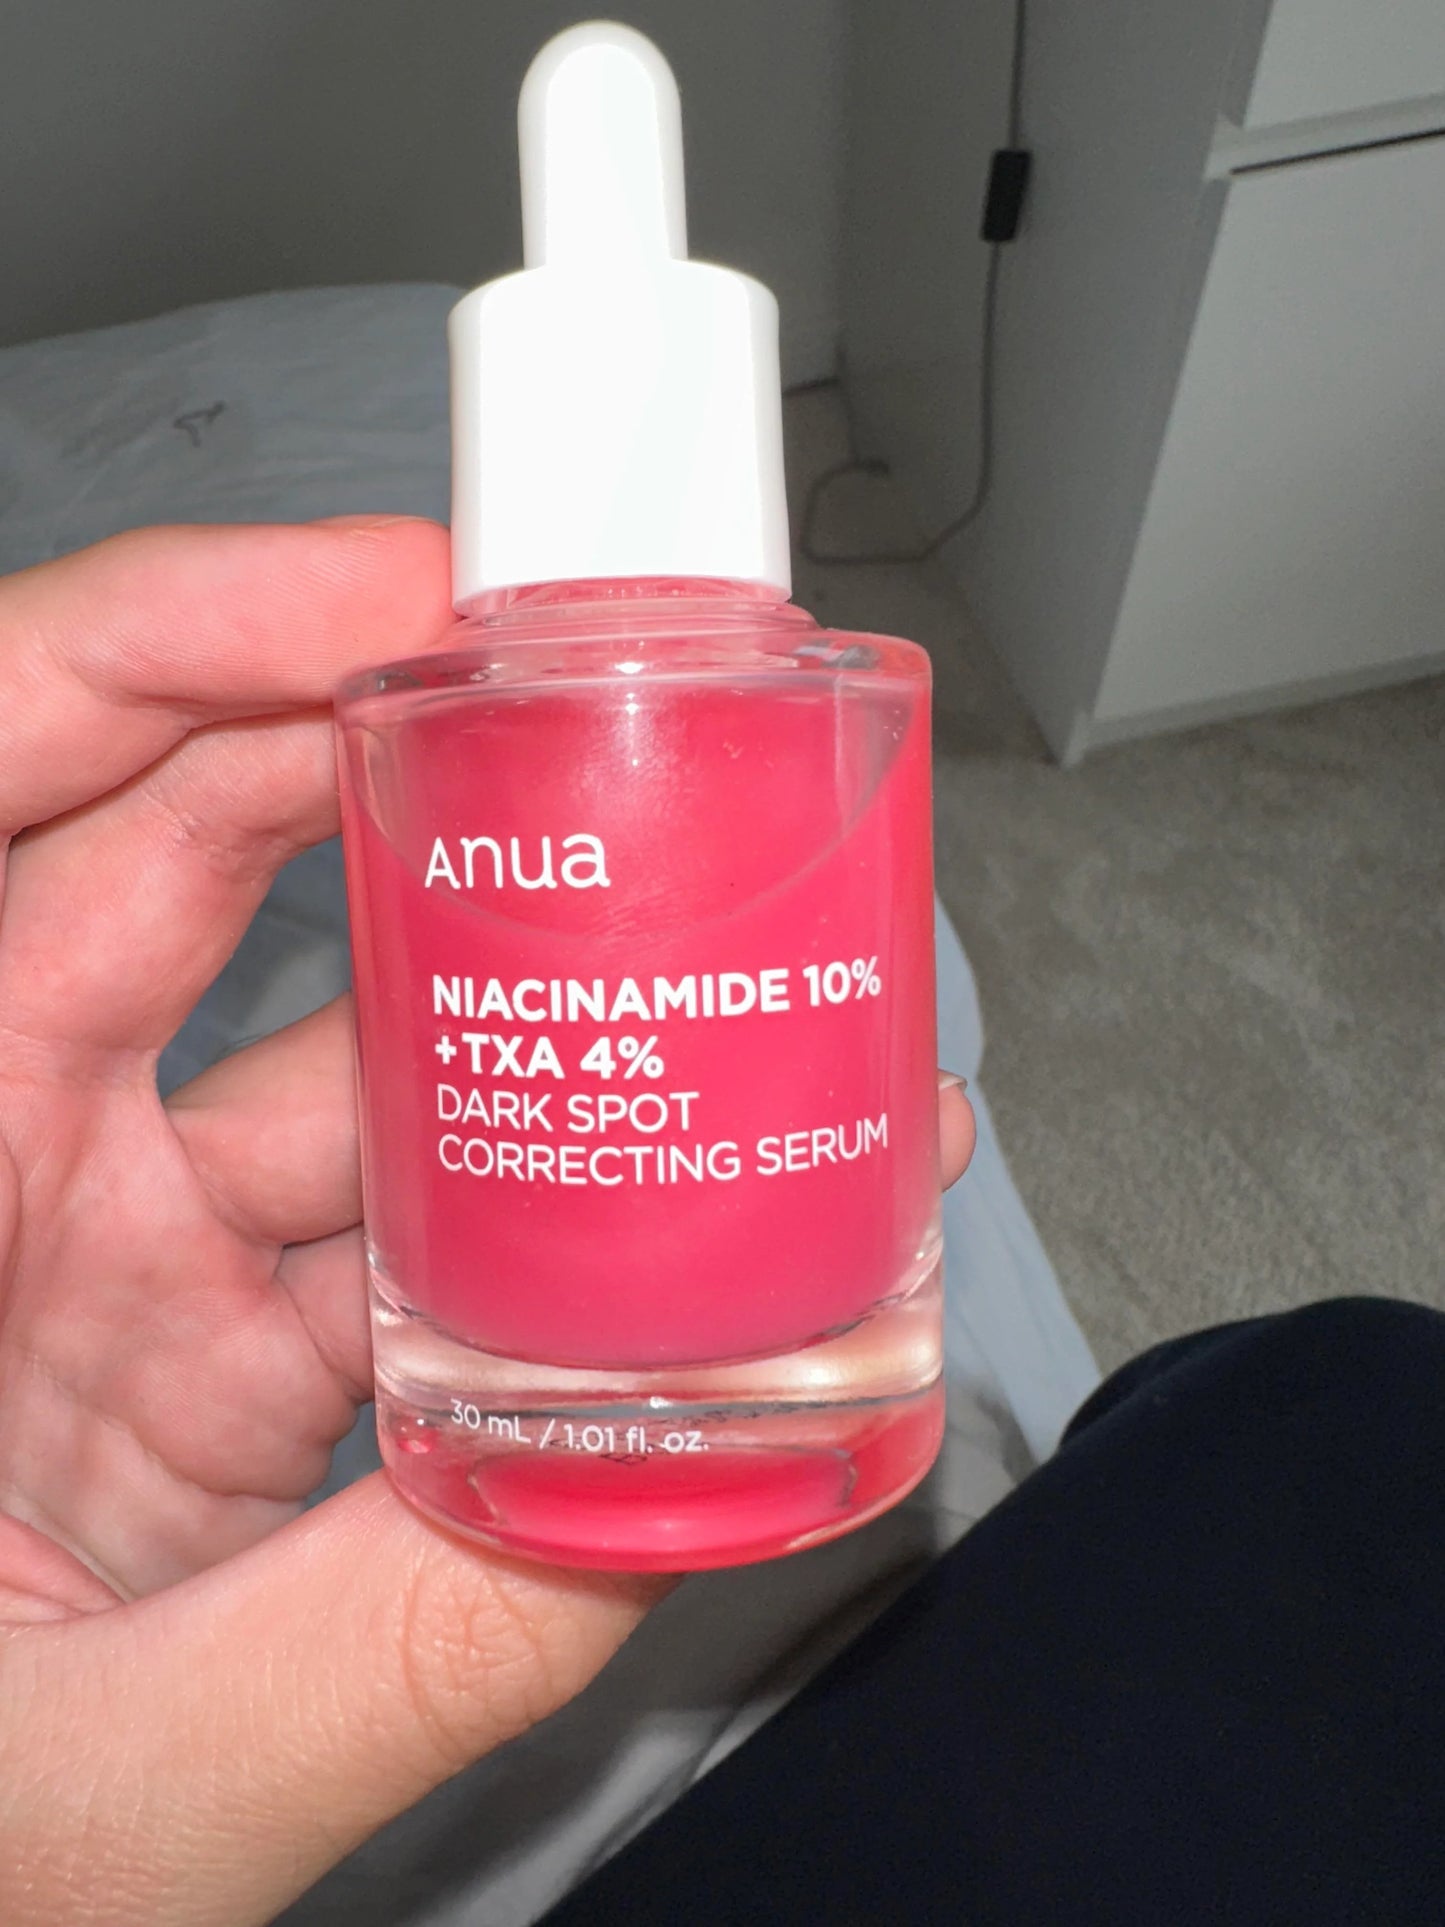 Anua
NIACINAMIDE 10%
+TXA 4%
DARK SPOT
CORRECTING SERUM
30 mL / 1.01 fl. oz.